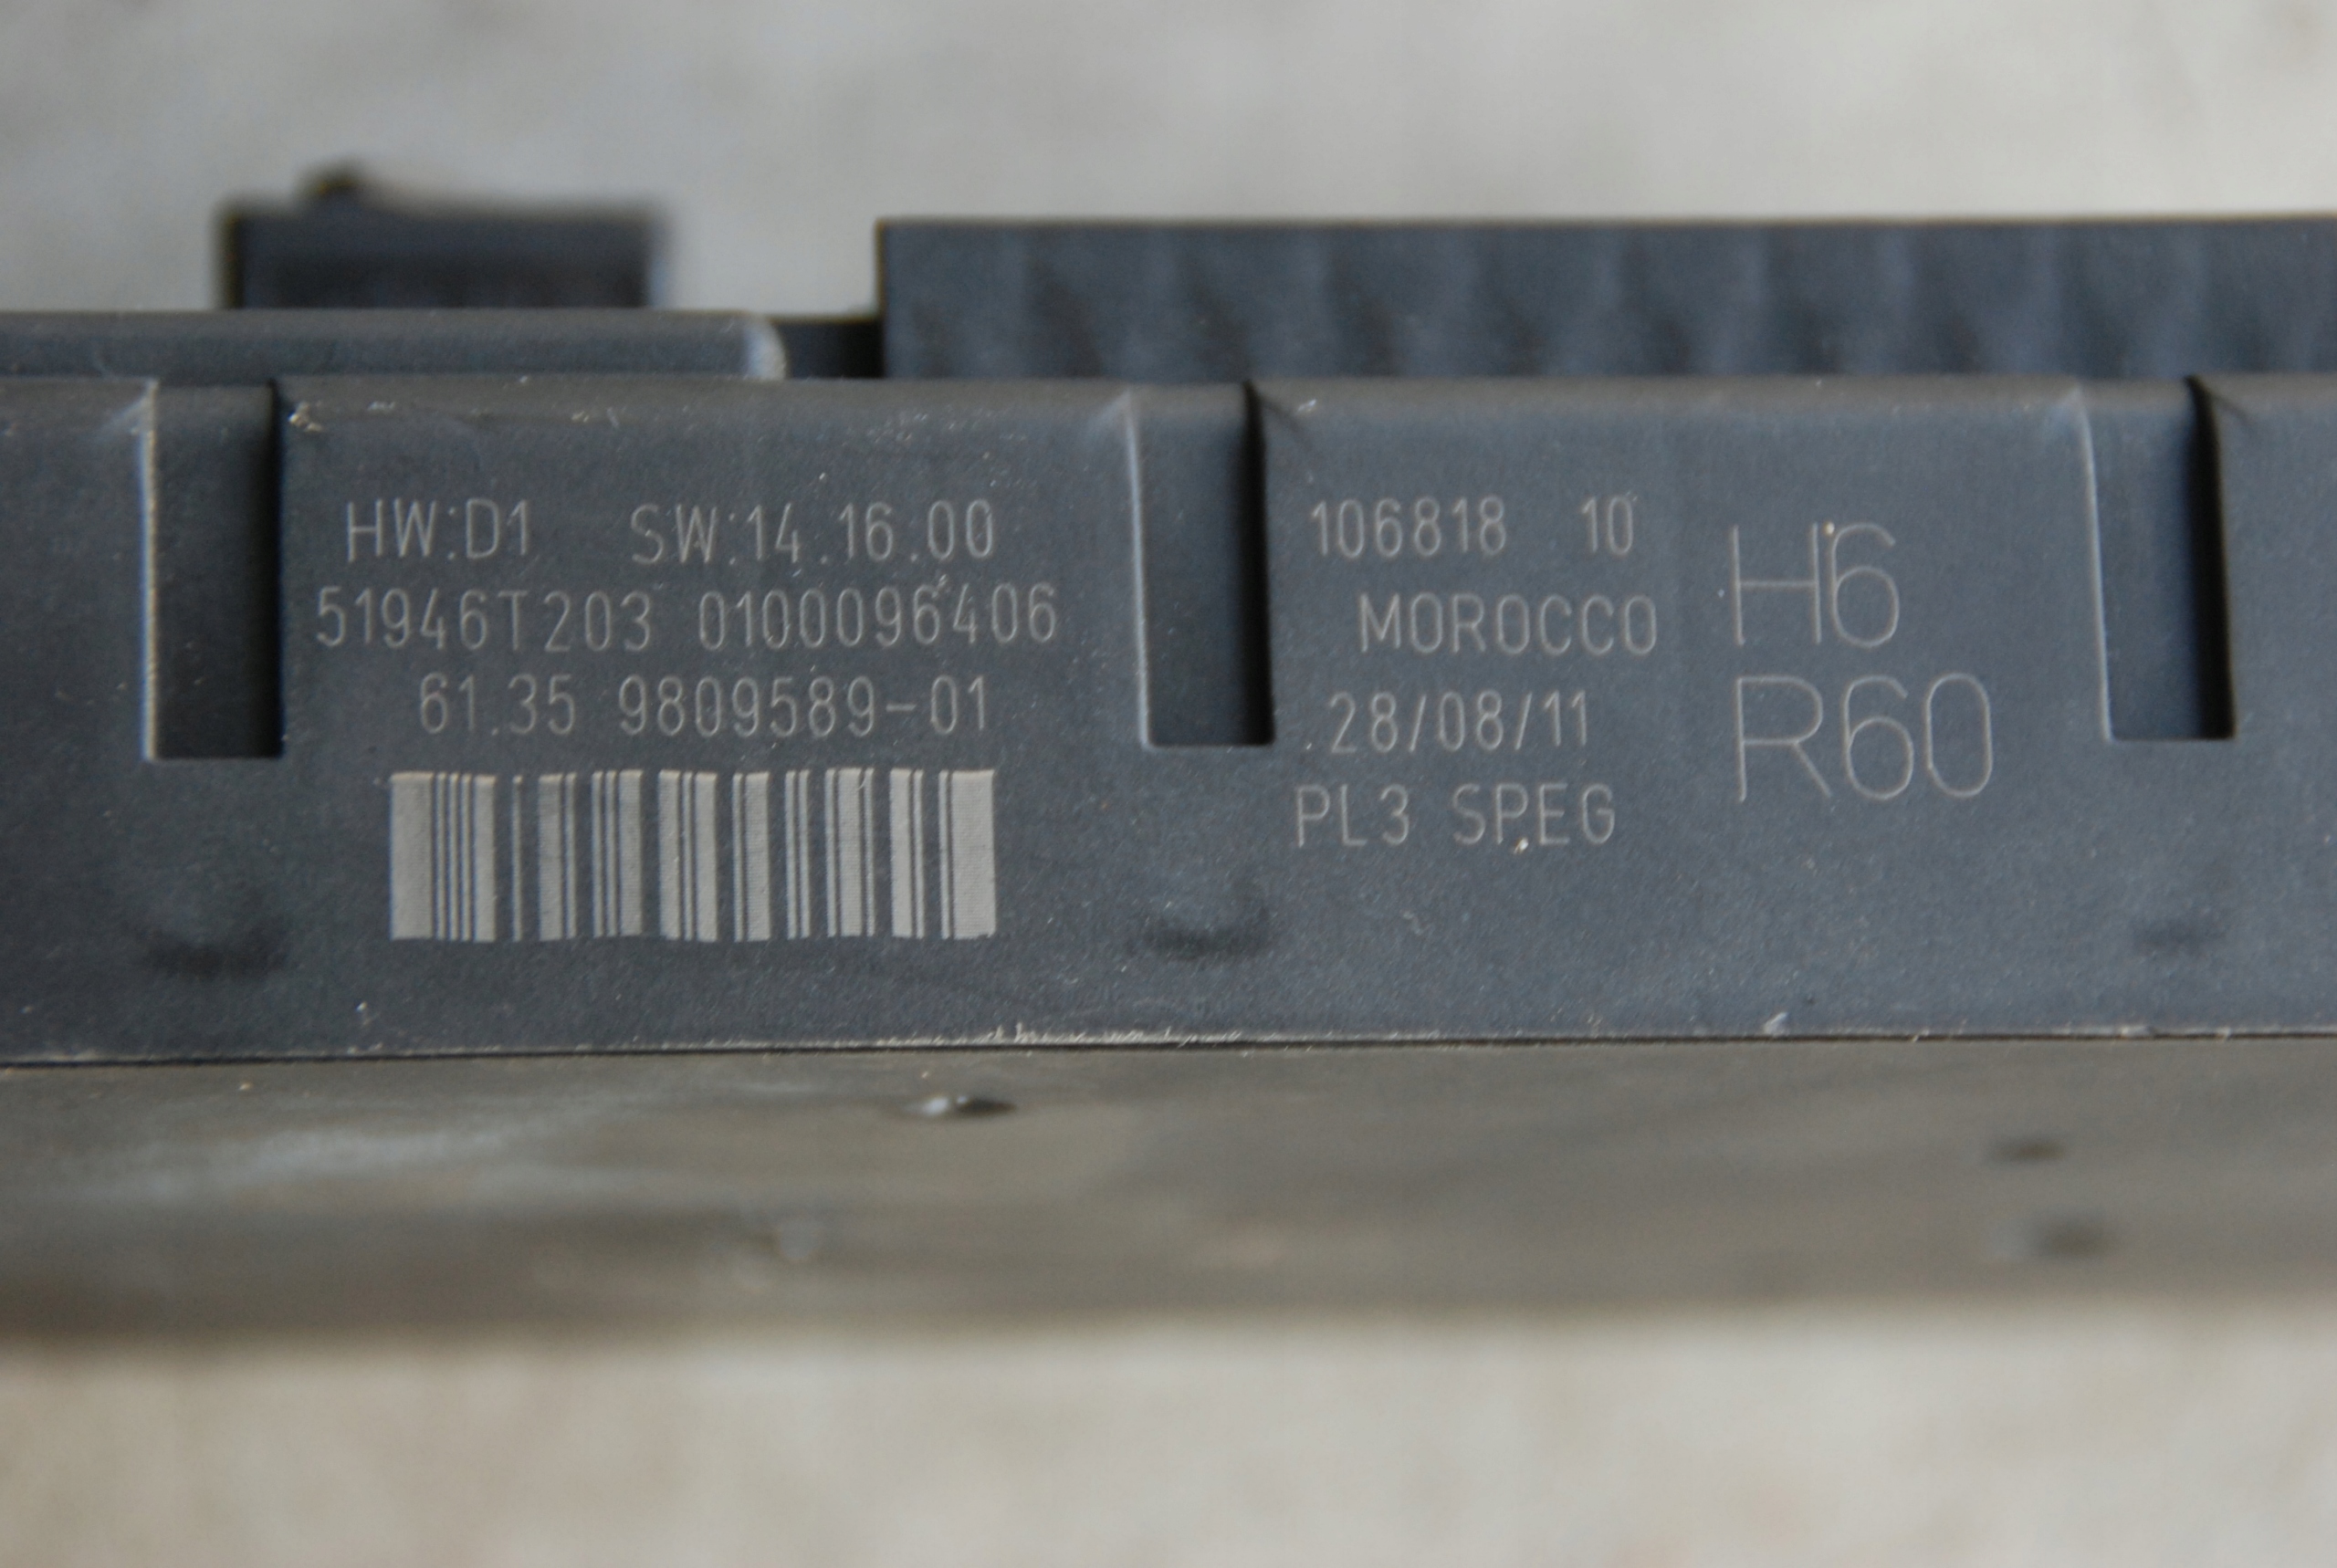 HW:D1 SW:14.16.00
51946T203 0100096406
61.35 9809589-01
106818 10
MOROCCO
28/08/11
PL3 SPEG
H6
R60